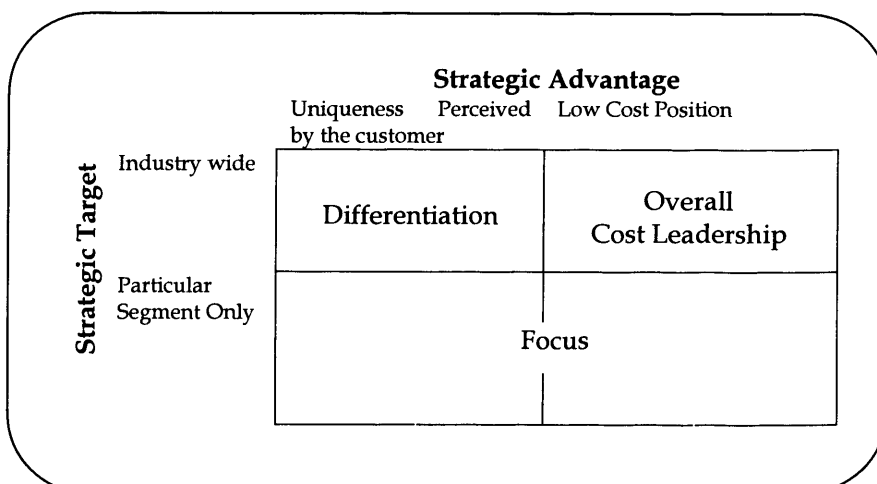 Strategic Advantage
Uniqueness Perceived Low Cost Position
by the customer
Strategic Target
Industry wide
Differentiation
Overall
Cost Leadership
Particular
Segment Only
Focus